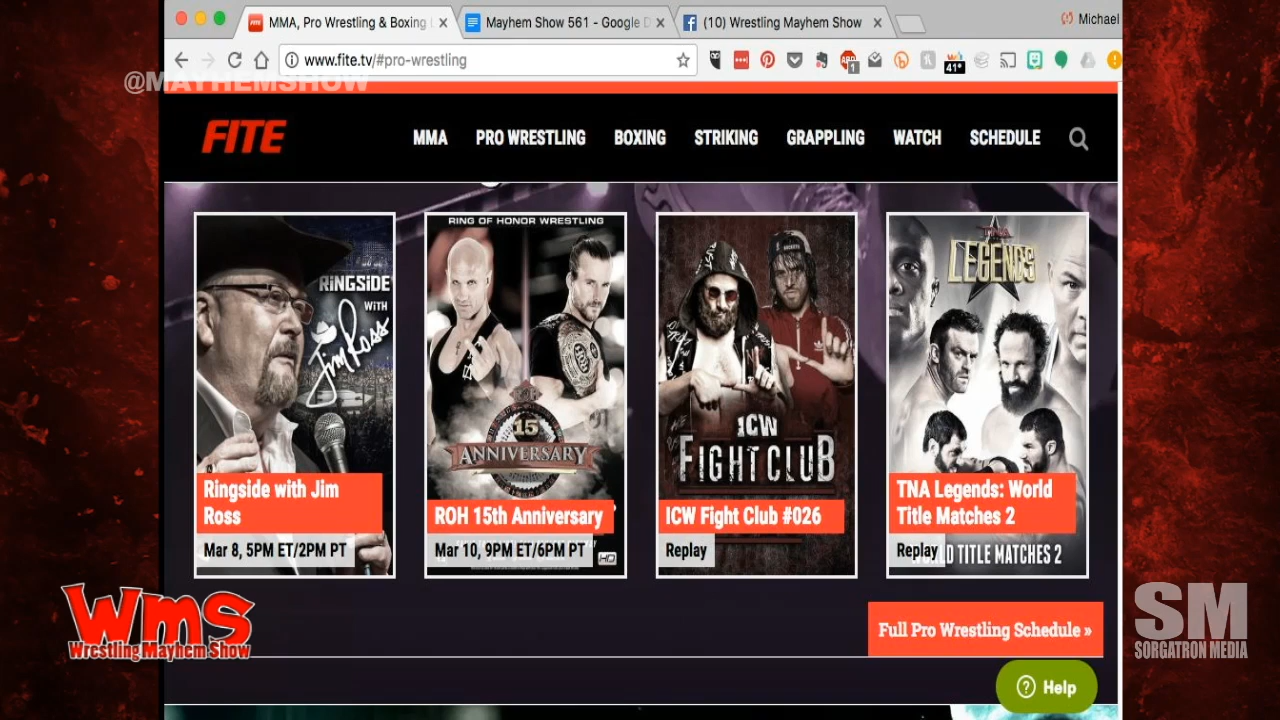 MMA, Pro Wrestling & Boxing L
Mayhem Show 561 - Google D
(10) Wrestling Mayhem Show
Michael
www.fite.tv/#pro-wrestling
1
41°
@MAYHEMSHOW
FITE
MMA
PRO WRESTLING
BOXING
STRIKING
GRAPPLING
WATCH
SCHEDULE
RINGSIDE
WITH
Jim Ross
Ringside with Jim
Ross
Mar 8, 5PM ET/2PM PT
RING OF HONOR WRESTLING
15
ANNIVERSARY
ROH 15th Anniversary
Mar 10, 9PM ET/6PM PT
HD
ICW
FIGHT CLUB
ICW Fight Club #026
Replay
TNA
LEGENDS
TNA Legends: World
Title Matches 2
Replay
LD TITLE MATCHES 2
Full Pro Wrestling Schedule »
? Help
WMS
Wrestling Mayhem Show
SM
SORGATRON MEDIA